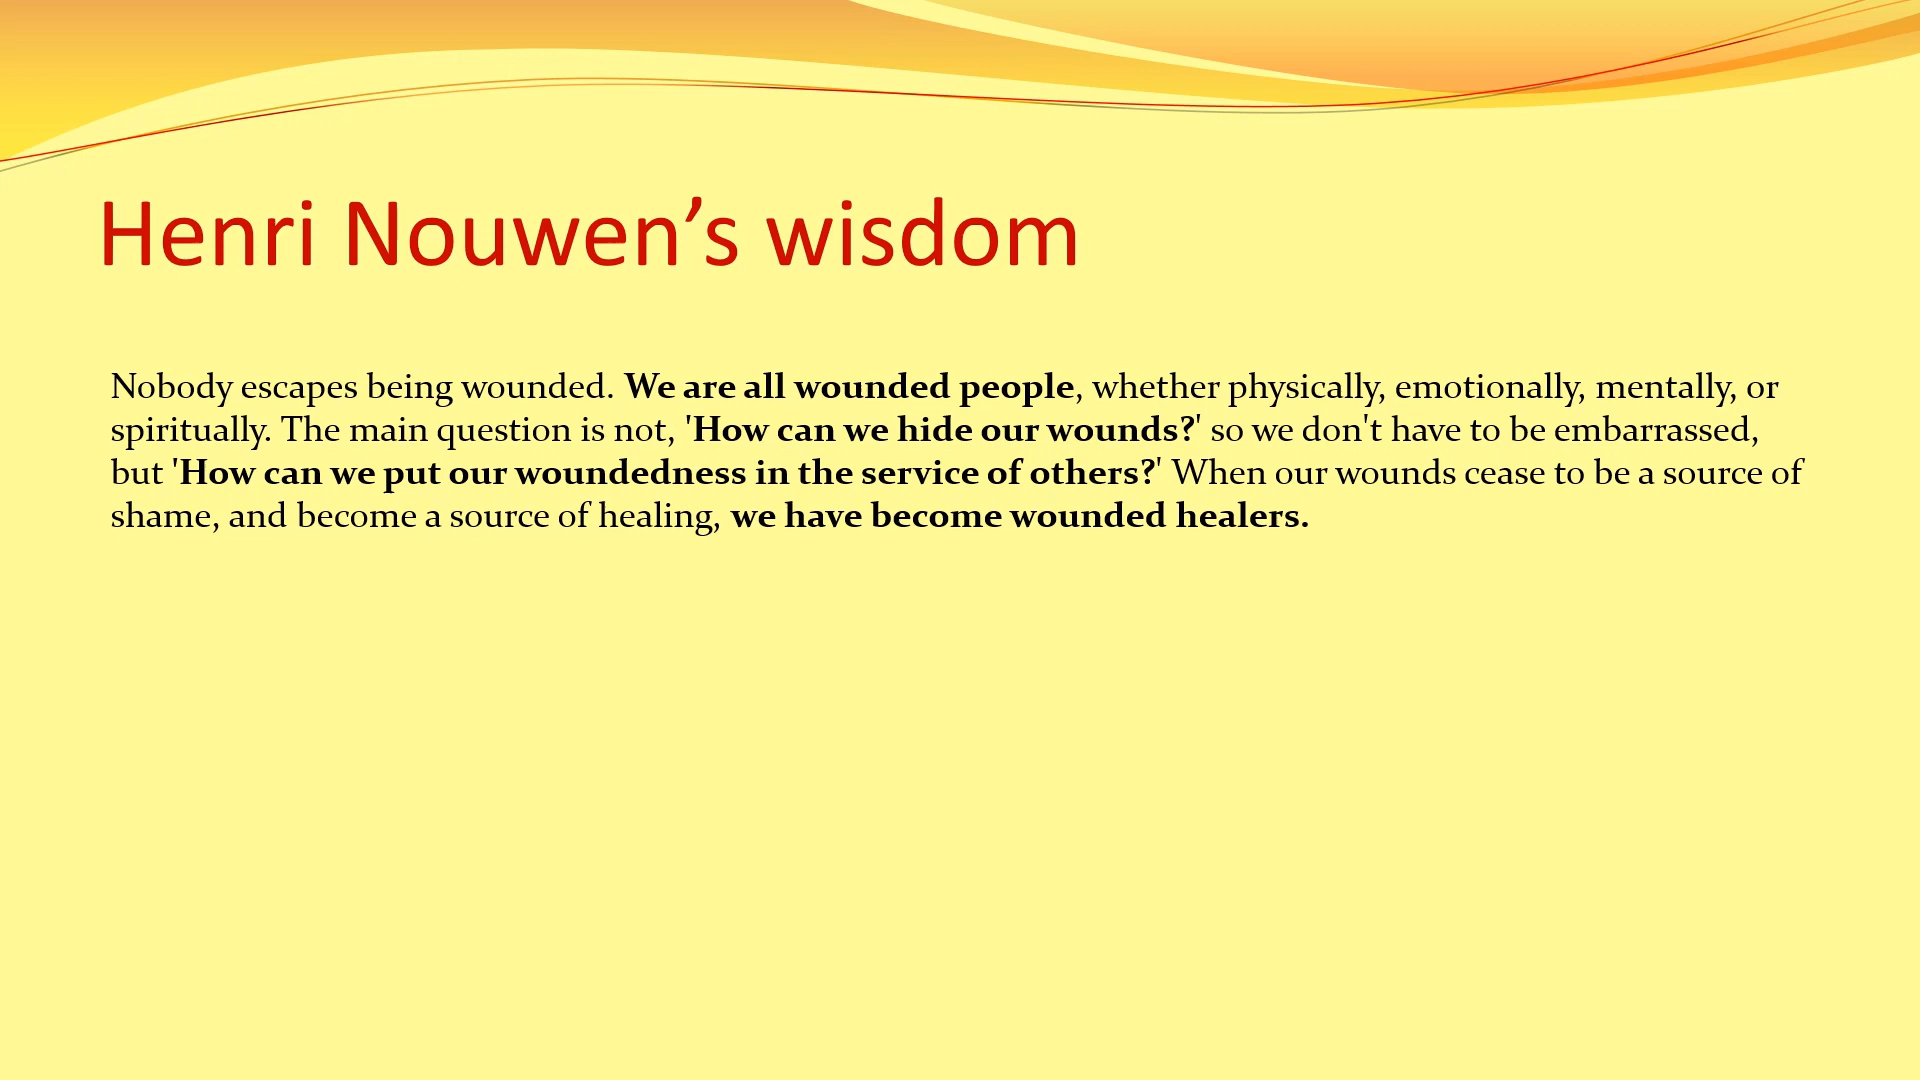 Henri Nouwen’s wisdom
Nobody escapes being wounded. We are all wounded people, whether physically, emotionally, mentally, or
spiritually. The main question is not, 'How can we hide our wounds?' so we don't have to be embarrassed,
but 'How can we put our woundedness in the service of others?' When our wounds cease to be a source of
shame, and become a source of healing, we have become wounded healers.